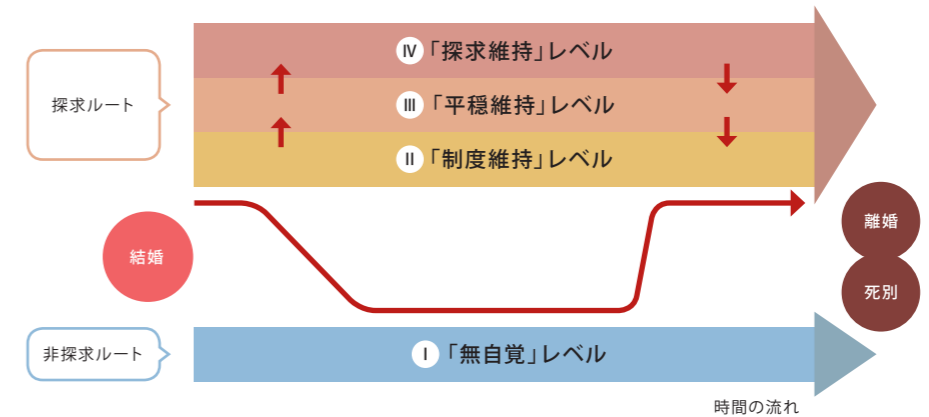 Ⅳ「探求維持」レベル
探求ルート
Ⅲ「平穏維持」レベル
Ⅱ「制度維持」レベル
結婚
離婚
死別
非探求ルート
Ⅰ「無自覚」レベル
時間の流れ